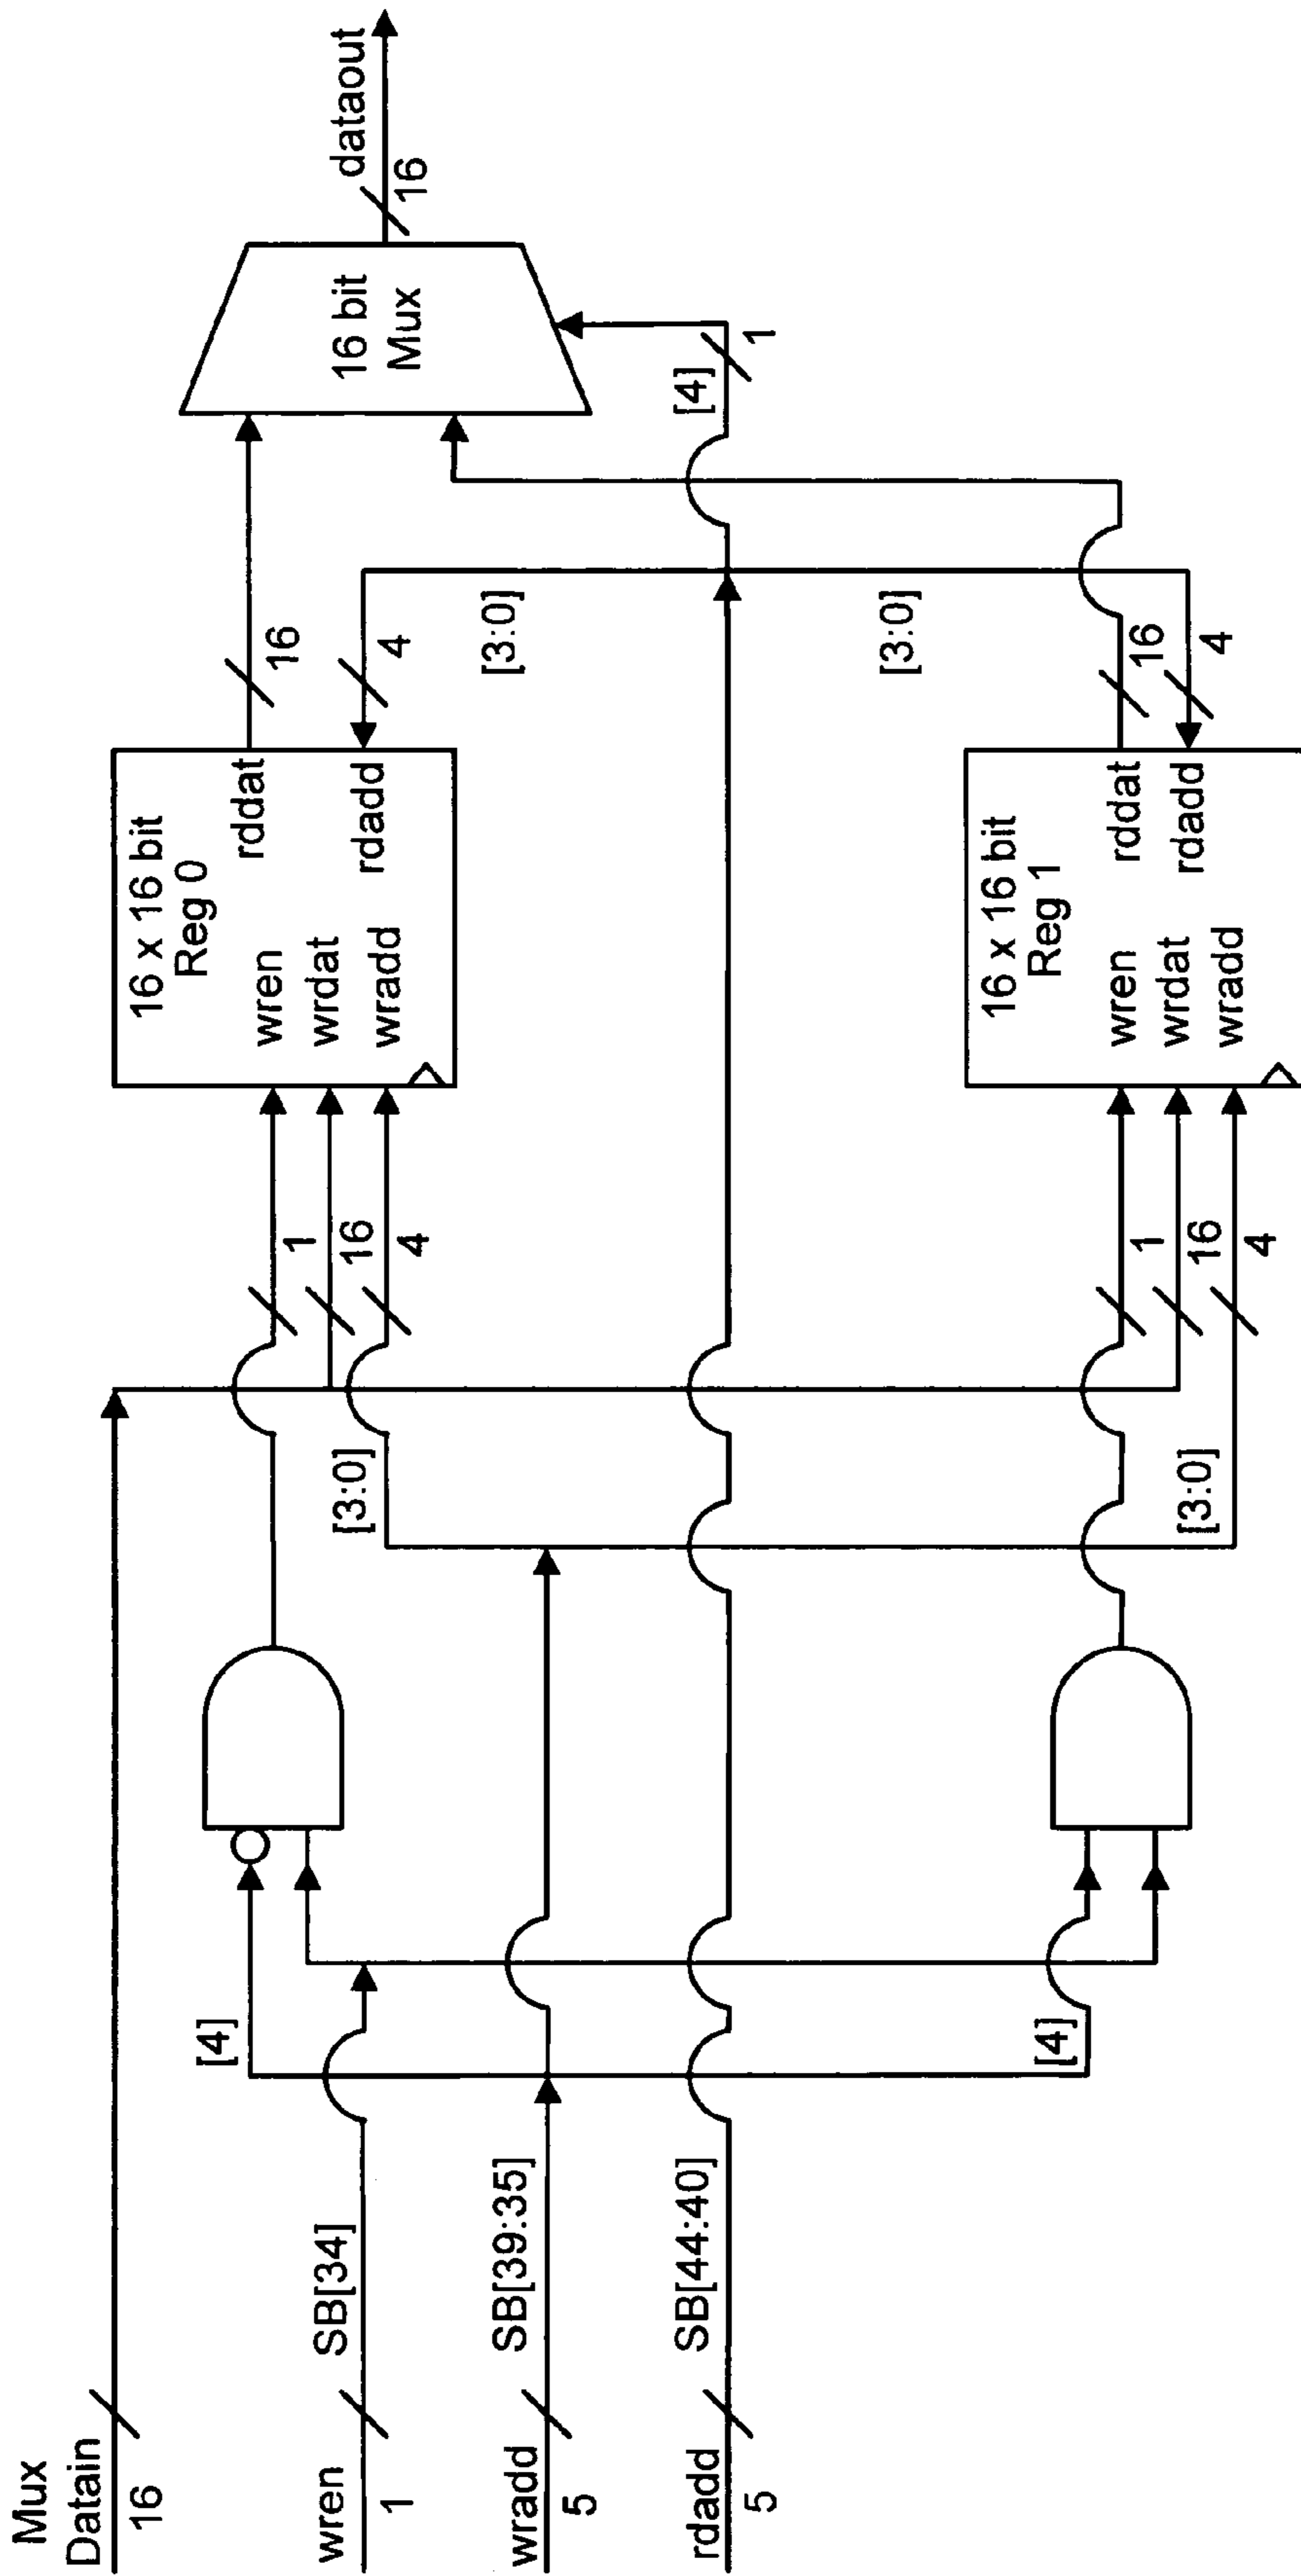 Mux
Datain
16
wren
1
SB[34]
wradd
5
SB[39:35]
rdadd
5
SB[44:40]
[4]
[4]
[3:0]
[3:0]
1
16
4
1
16
4
16 x 16 bit
Reg 0
wren
wrdat
wradd
rddat
rdadd
16 x 16 bit
Reg 1
wren
wrdat
wradd
rddat
rdadd
16
4
[3:0]
[3:0]
16
4
[4]
1
16 bit
Mux
dataout
16